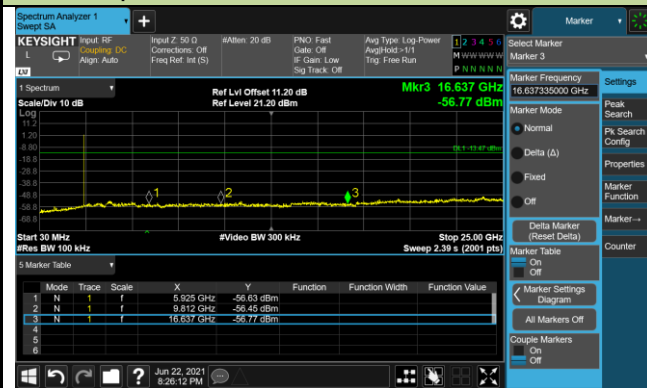 Spectrum Analyzer 1
Swept SA
+
Marker
KEYSIGHT Input: RF
L Coupling: DC
Align: Auto
LXI
Input Z: 50 Ω
Corrections: Off
Freq Ref: Int (S)
#Atten: 20 dB
PNO: Fast
Gate: Off
IF Gain: Low
Sig Track: Off
Avg Type: Log-Power
Avg|Hold:>1/1
Trig: Free Run
1 2 3 4 5 6
M W W W W W
P N N N N N
Select Marker
Marker 3
1 Spectrum
Scale/Div 10 dB
Log
Ref Lvl Offset 11.20 dB
Ref Level 21.20 dBm
Mkr3 16.637 GHz
-56.77 dBm
11.2
1.20
-8.80
-18.8
-28.8
-38.8
-48.8
-58.8
-68.8
DL1 -13.47 dBm
1
2
3
Start 30 MHz
#Res BW 100 kHz
#Video BW 300 kHz
Stop 25.00 GHz
Sweep 2.39 s (2001 pts)
5 Marker Table
Mode Trace Scale X Y Function Function Width Function Value
1 N 1 f 5.925 GHz -56.63 dBm
2 N 1 f 9.812 GHz -56.45 dBm
3 N 1 f 16.637 GHz -56.77 dBm
4
5
6
Marker Frequency
16.637335000 GHz
Marker Mode
Normal
Delta (Δ)
Fixed
Off
Delta Marker
(Reset Delta)
Marker Table
On
Off
Marker Settings
Diagram
All Markers Off
Couple Markers
On
Off
Settings
Peak
Search
Pk Search
Config
Properties
Marker
Function
Marker→
Counter
?
Jun 22, 2021
8:26:12 PM